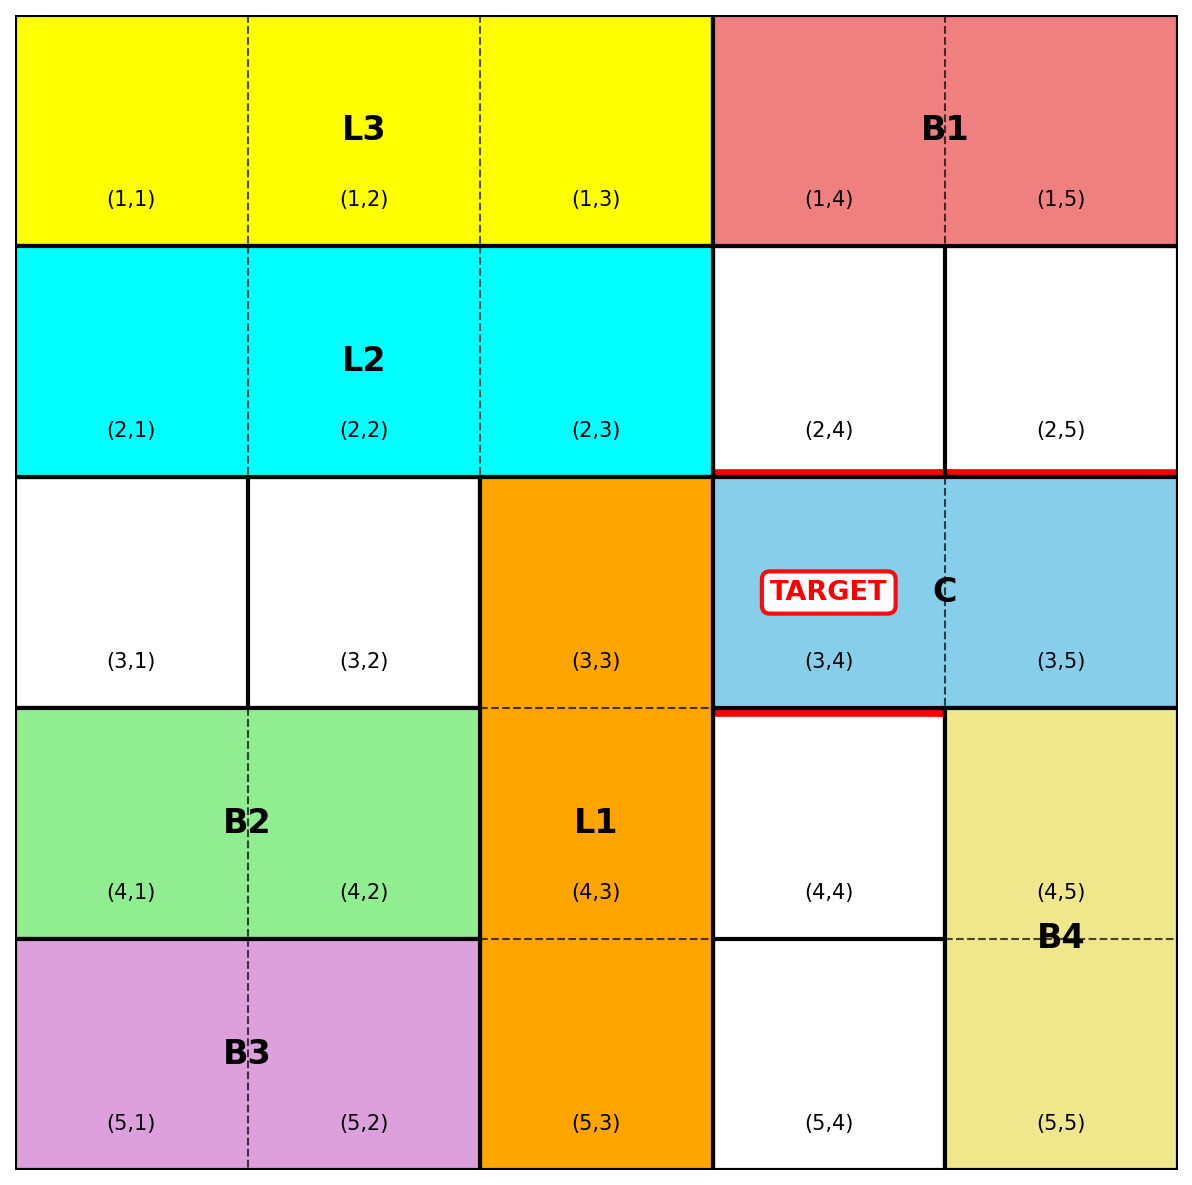 L3 B1
(1,1) (1,2) (1,3) (1,4) (1,5)
L2
(2,1) (2,2) (2,3) (2,4) (2,5)
TARGET C
(3,1) (3,2) (3,3) (3,4) (3,5)
B2 L1
(4,1) (4,2) (4,3) (4,4) (4,5)
B4
B3
(5,1) (5,2) (5,3) (5,4) (5,5)